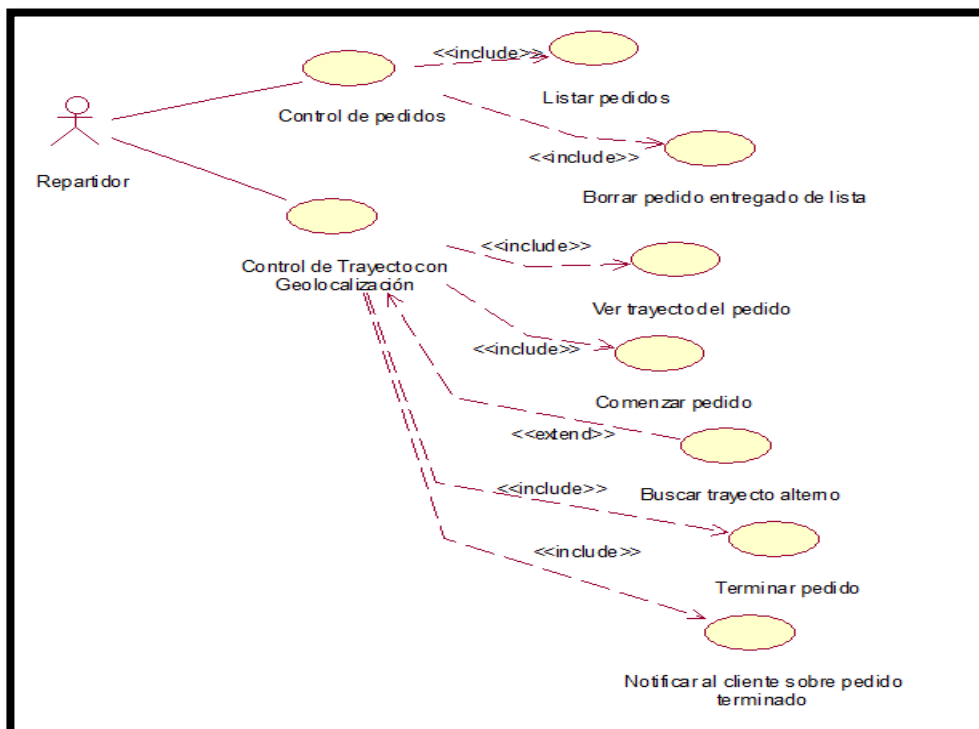 <<include>>
Listar pedidos
Control de pedidos
<<include>>
Repartidor
Borrar pedido entregado de lista
<<include>>
Control de Trayecto con
Geolocalización
Ver trayecto del pedido
<<include>>
Comenzar pedido
<<extend>>
Buscar trayecto alterno
<<include>>
Terminar pedido
<<include>>
Notificar al cliente sobre pedido
terminado